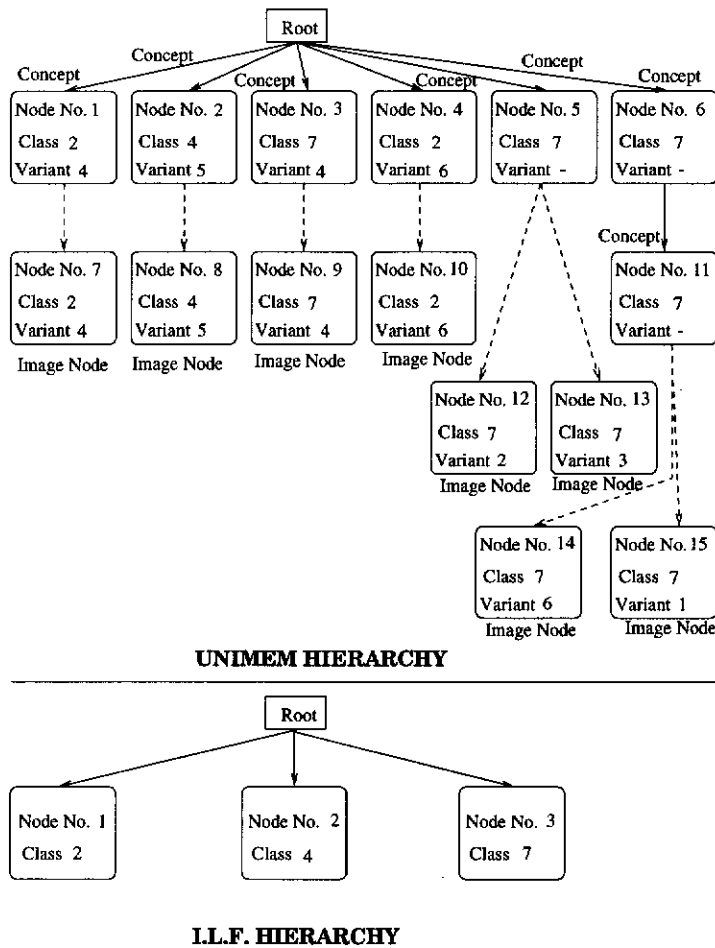 Root
Concept
Concept
Concept
Concept
Concept
Node No. 1
Class 2
Variant 4
Node No. 2
Class 4
Variant 5
Node No. 3
Class 7
Variant 4
Node No. 4
Class 2
Variant 6
Node No. 5
Class 7
Variant -
Node No. 6
Class 7
Variant -
Concept
Node No. 7
Class 2
Variant 4
Image Node
Node No. 8
Class 4
Variant 5
Image Node
Node No. 9
Class 7
Variant 4
Image Node
Node No. 10
Class 2
Variant 6
Image Node
Node No. 11
Class 7
Variant -
Node No. 12
Class 7
Variant 2
Image Node
Node No. 13
Class 7
Variant 3
Image Node
Node No. 14
Class 7
Variant 6
Image Node
Node No. 15
Class 7
Variant 1
Image Node
UNIMEM HIERARCHY
Root
Node No. 1
Class 2
Node No. 2
Class 4
Node No. 3
Class 7
I.L.F. HIERARCHY